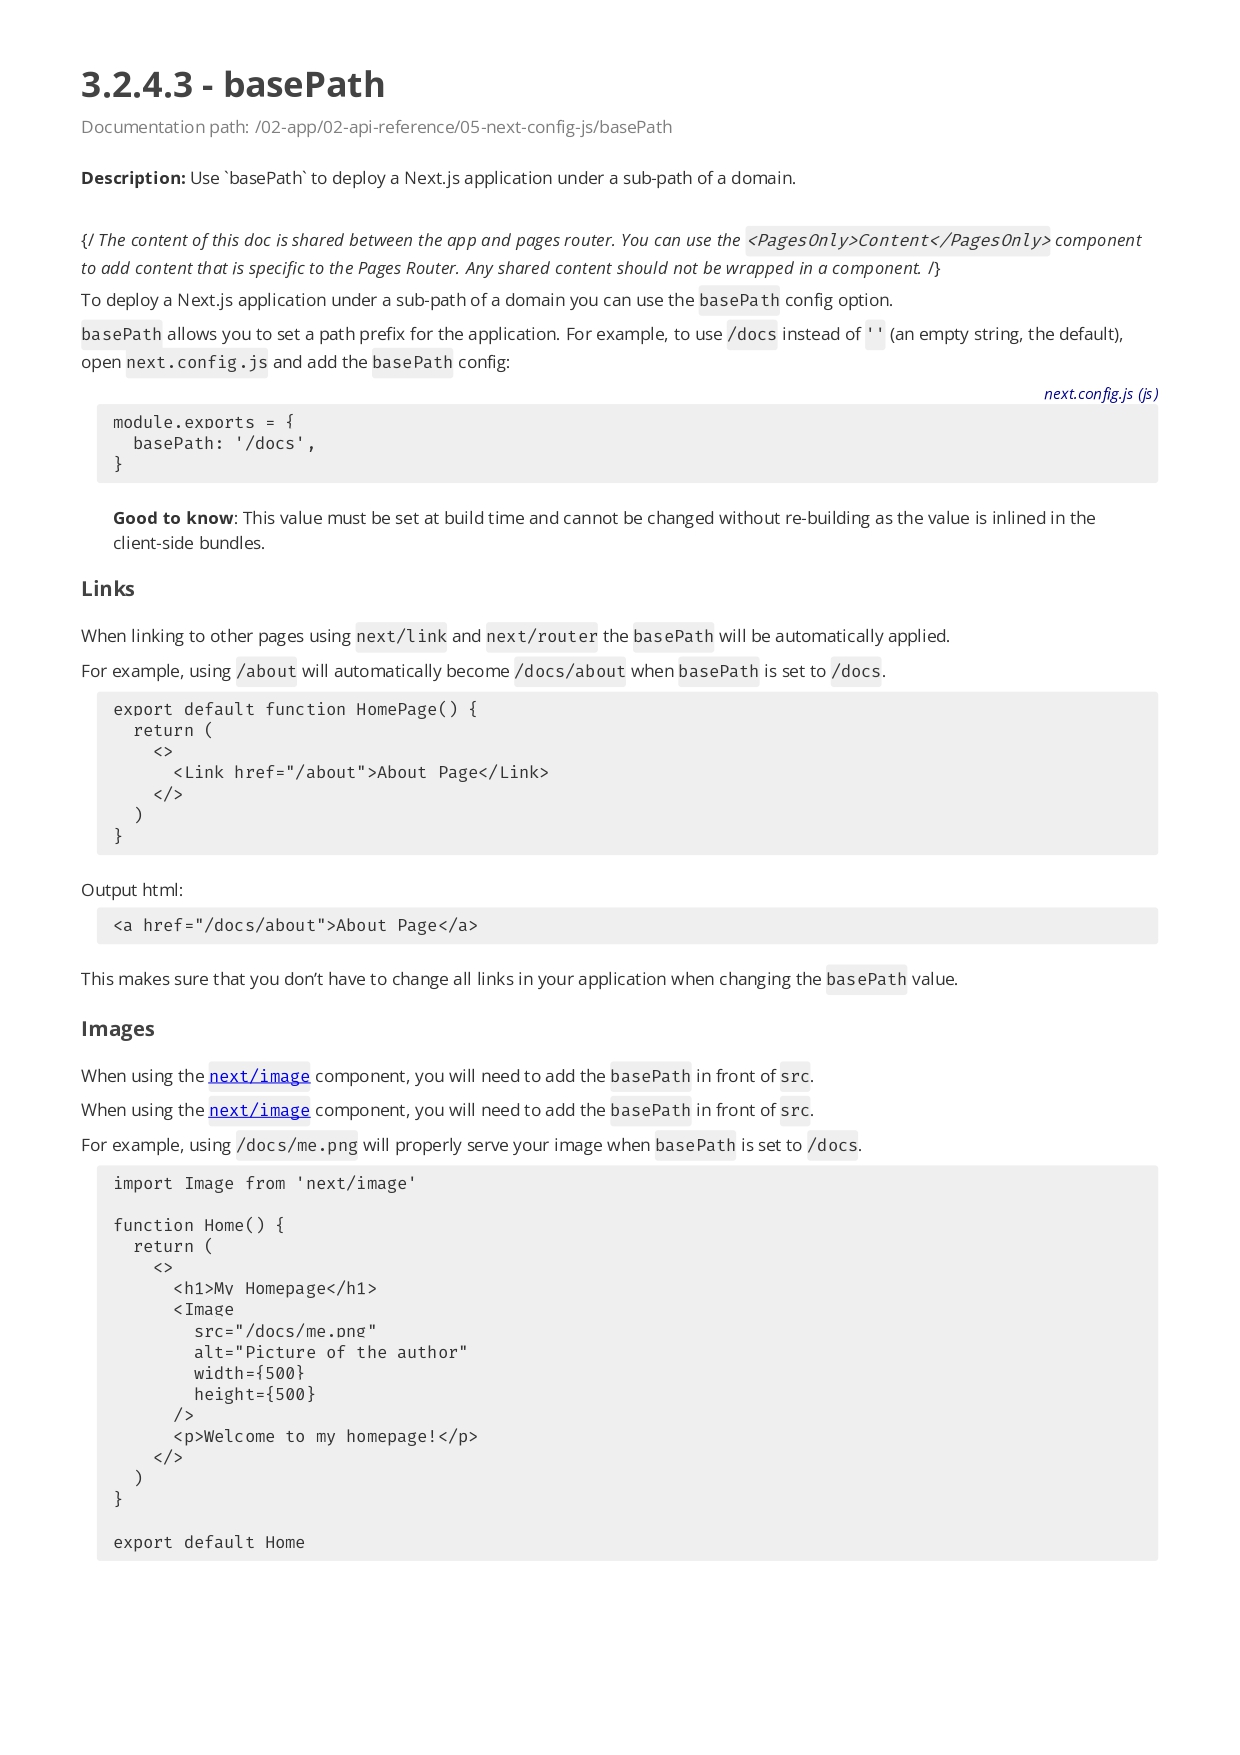 3.2.4.3 - basePath
Documentation path: /02-app/02-api-reference/05-next-config-js/basePath
Description: Use `basePath` to deploy a Next.js application under a sub-path of a domain.
{/ The content of this doc is shared between the app and pages router. You can use the <PagesOnly>Content</PagesOnly> component
to add content that is specific to the Pages Router. Any shared content should not be wrapped in a component. /}
To deploy a Next.js application under a sub-path of a domain you can use the basePath config option.
basePath allows you to set a path prefix for the application. For example, to use /docs instead of '' (an empty string, the default),
open next.config.js and add the basePath config:
next.config.js (js)
module.exports = {
  basePath: '/docs',
}
Good to know: This value must be set at build time and cannot be changed without re-building as the value is inlined in the
client-side bundles.
Links
When linking to other pages using next/link and next/router the basePath will be automatically applied.
For example, using /about will automatically become /docs/about when basePath is set to /docs.
export default function HomePage() {
  return (
    <>
      <Link href="/about">About Page</Link>
    </>
  )
}
Output html:
<a href="/docs/about">About Page</a>
This makes sure that you don’t have to change all links in your application when changing the basePath value.
Images
When using the next/image component, you will need to add the basePath in front of src.
When using the next/image component, you will need to add the basePath in front of src.
For example, using /docs/me.png will properly serve your image when basePath is set to /docs.
import Image from 'next/image'

function Home() {
  return (
    <>
      <h1>My Homepage</h1>
      <Image
        src="/docs/me.png"
        alt="Picture of the author"
        width={500}
        height={500}
      />
      <p>Welcome to my homepage!</p>
    </>
  )
}

export default Home